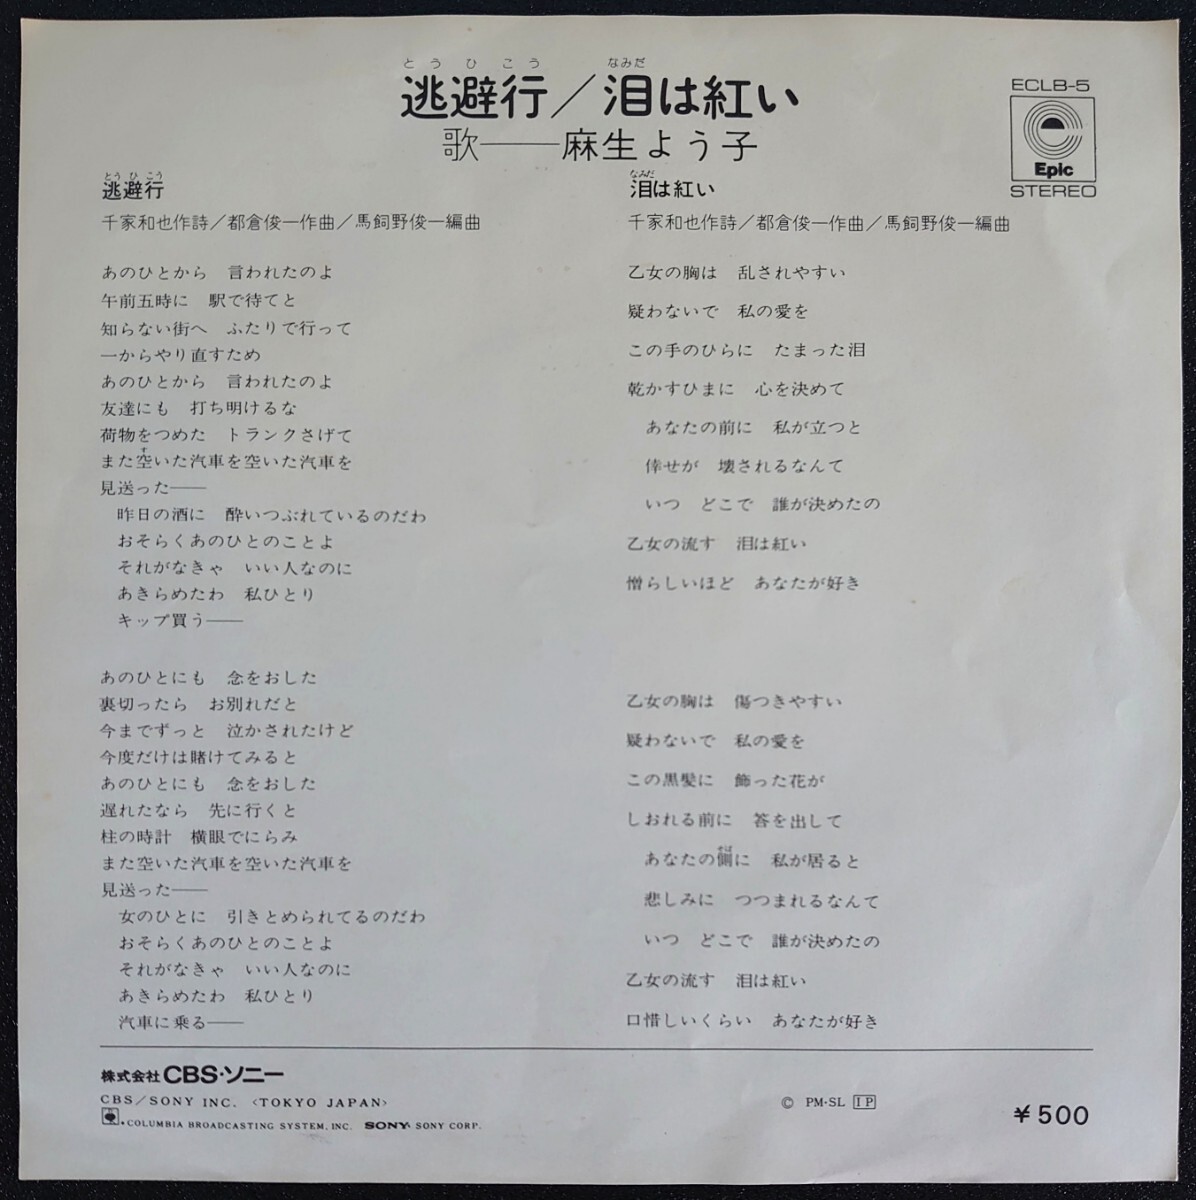 とうひこう なみだ
逃避行／泪は紅い
歌――麻生よう子
ECLB-5
Epic
STEREO
とうひこう
逃避行
千家和也作詩／都倉俊一作曲／馬飼野俊一編曲
あのひとから 言われたのよ
午前五時に 駅で待てと
知らない街へ ふたりで行って
一からやり直すため
あのひとから 言われたのよ
友達にも 打ち明けるな
荷物をつめた トランクさげて
す
また空いた汽車を空いた汽車を
見送った――
昨日の酒に 酔いつぶれているのだわ
おそらくあのひとのことよ
それがなきゃ いい人なのに
あきらめたわ 私ひとり
キップ買う――
あのひとにも 念をおした
裏切ったら お別れだと
今までずっと 泣かされたけど
今度だけは賭けてみると
あのひとにも 念をおした
遅れたなら 先に行くと
柱の時計 横眼でにらみ
また空いた汽車を空いた汽車を
見送った――
女のひとに 引きとめられてるのだわ
おそらくあのひとのことよ
それがなきゃ いい人なのに
あきらめたわ 私ひとり
汽車に乗る――
なみだ
泪は紅い
千家和也作詩／都倉俊一作曲／馬飼野俊一編曲
乙女の胸は 乱されやすい
疑わないで 私の愛を
この手のひらに たまった泪
乾かすひまに 心を決めて
あなたの前に 私が立つと
倖せが 壊されるなんて
いつ どこで 誰が決めたの
乙女の流す 泪は紅い
憎らしいほど あなたが好き
乙女の胸は 傷つきやすい
疑わないで 私の愛を
この黒髪に 飾った花が
しおれる前に 答を出して
そば
あなたの側に 私が居ると
悲しみに つつまれるなんて
いつ どこで 誰が決めたの
乙女の流す 泪は紅い
口惜しいくらい あなたが好き
株式会社 CBS・ソニー
CBS/SONY INC. 〈TOKYO JAPAN〉
COLUMBIA BROADCASTING SYSTEM, INC. SONY SONY CORP.
© PM・SL IP
￥500